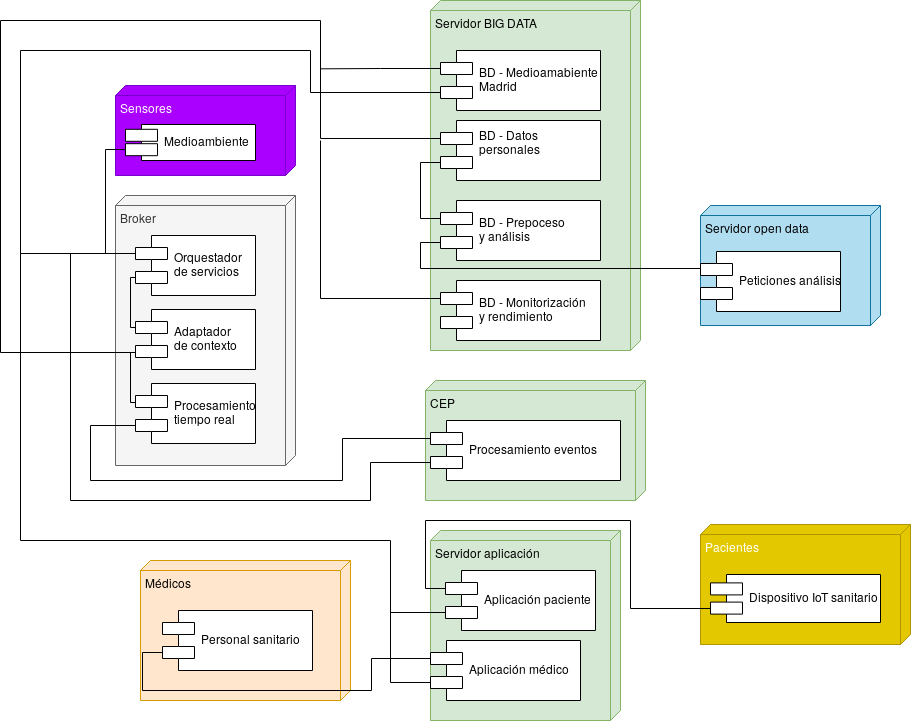 Servidor BIG DATA
BD - Medioamabiente
Madrid
BD - Datos
personales
BD - Prepoceso
y análisis
BD - Monitorización
y rendimiento
Sensores
Medioambiente
Broker
Orquestador
de servicios
Adaptador
de contexto
Procesamiento
tiempo real
Servidor open data
Peticiones análisis
CEP
Procesamiento eventos
Servidor aplicación
Aplicación paciente
Aplicación médico
Pacientes
Dispositivo IoT sanitario
Médicos
Personal sanitario